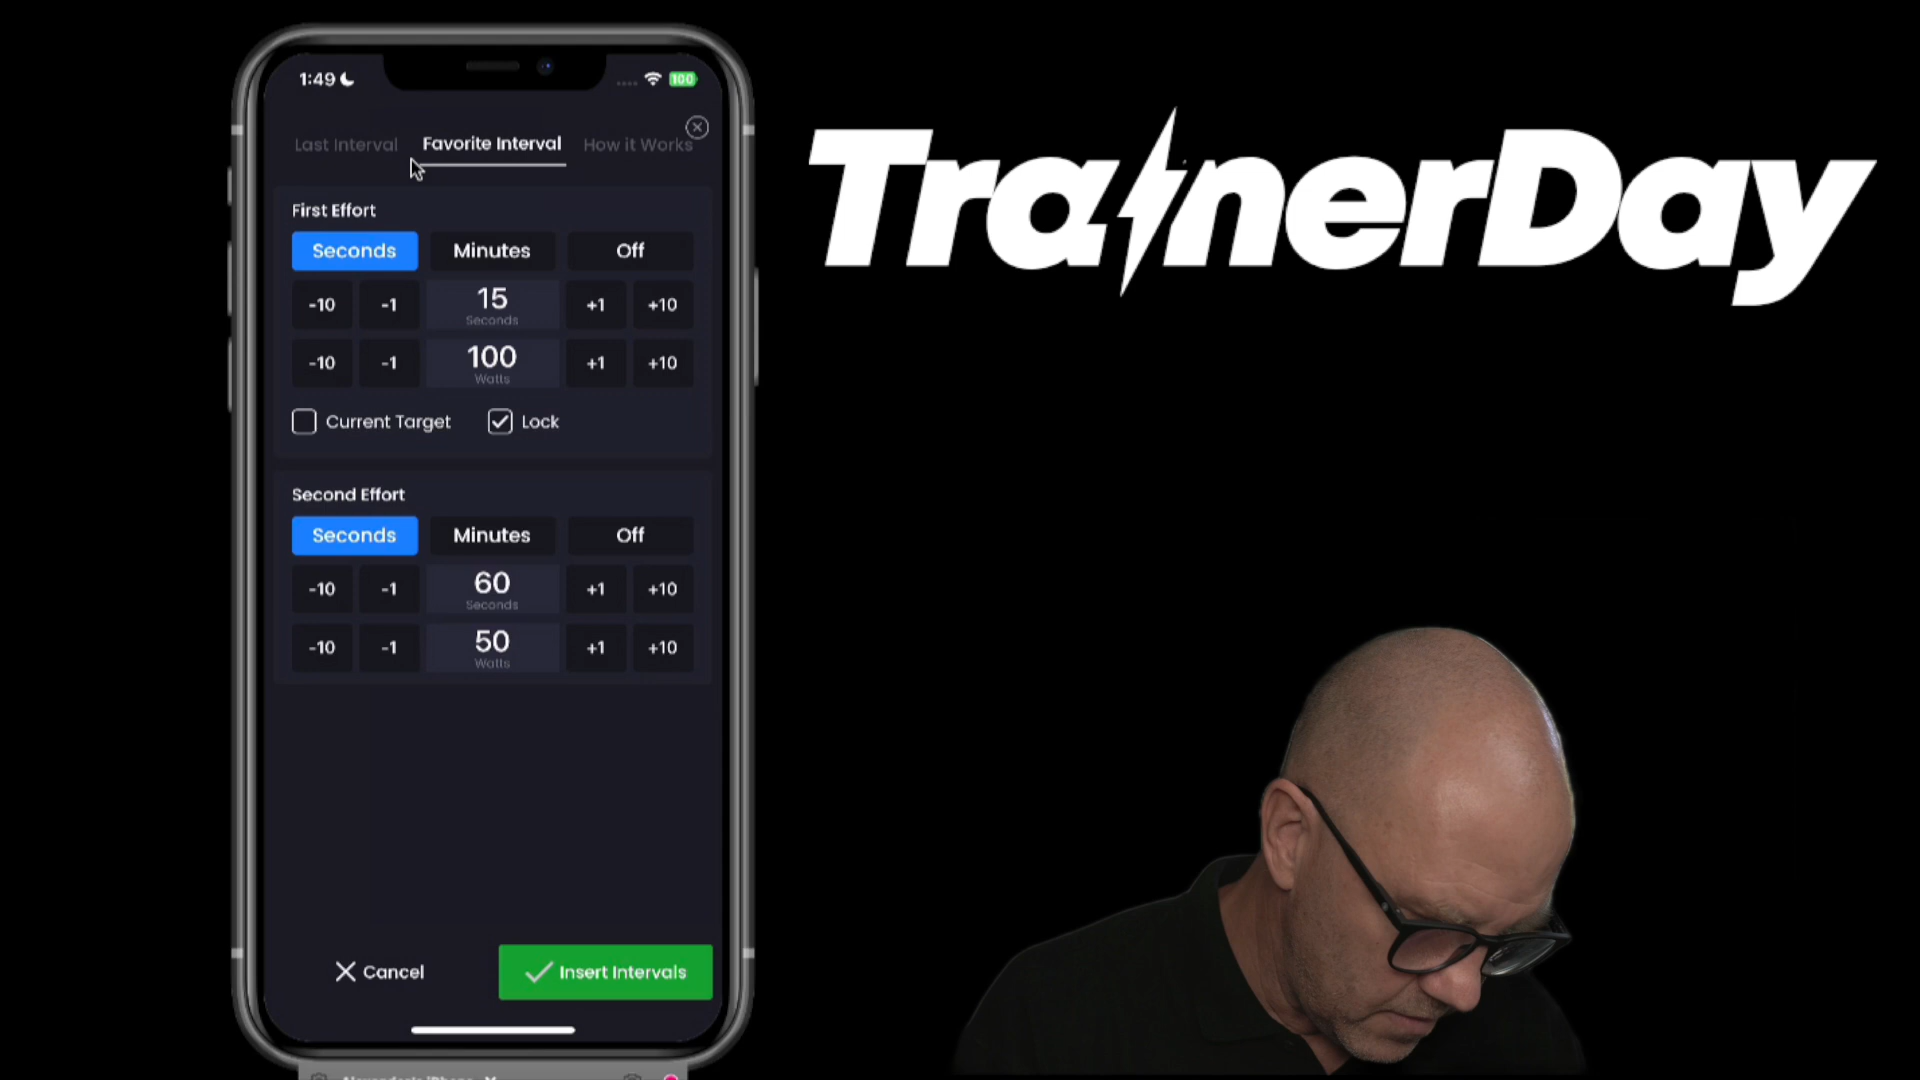 1:49
100
TrainerDay
Last Interval Favorite Interval How it Works
First Effort
Seconds Minutes Off
-10 -1 15 +1 +10
Seconds
-10 -1 100 +1 +10
Watts
Current Target Lock
Second Effort
Seconds Minutes Off
-10 -1 60 +1 +10
Seconds
-10 -1 50 +1 +10
Watts
Cancel Insert Intervals